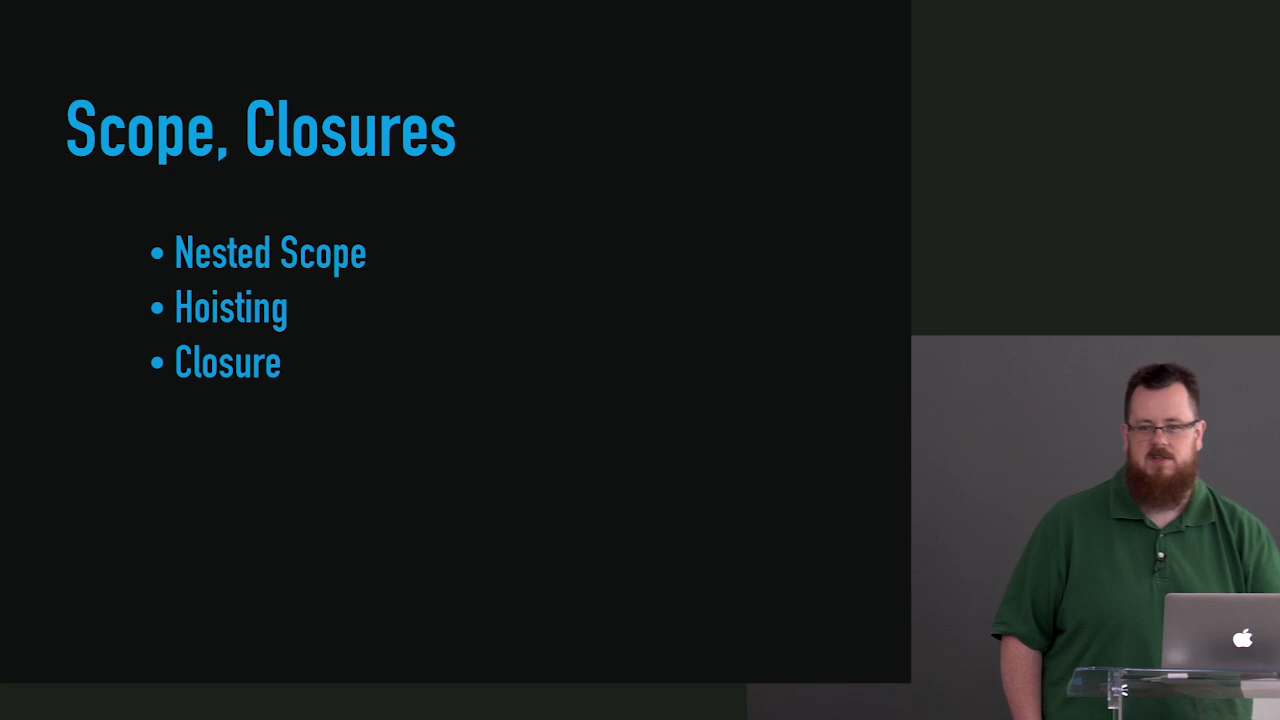 Scope, Closures
• Nested Scope
• Hoisting
• Closure